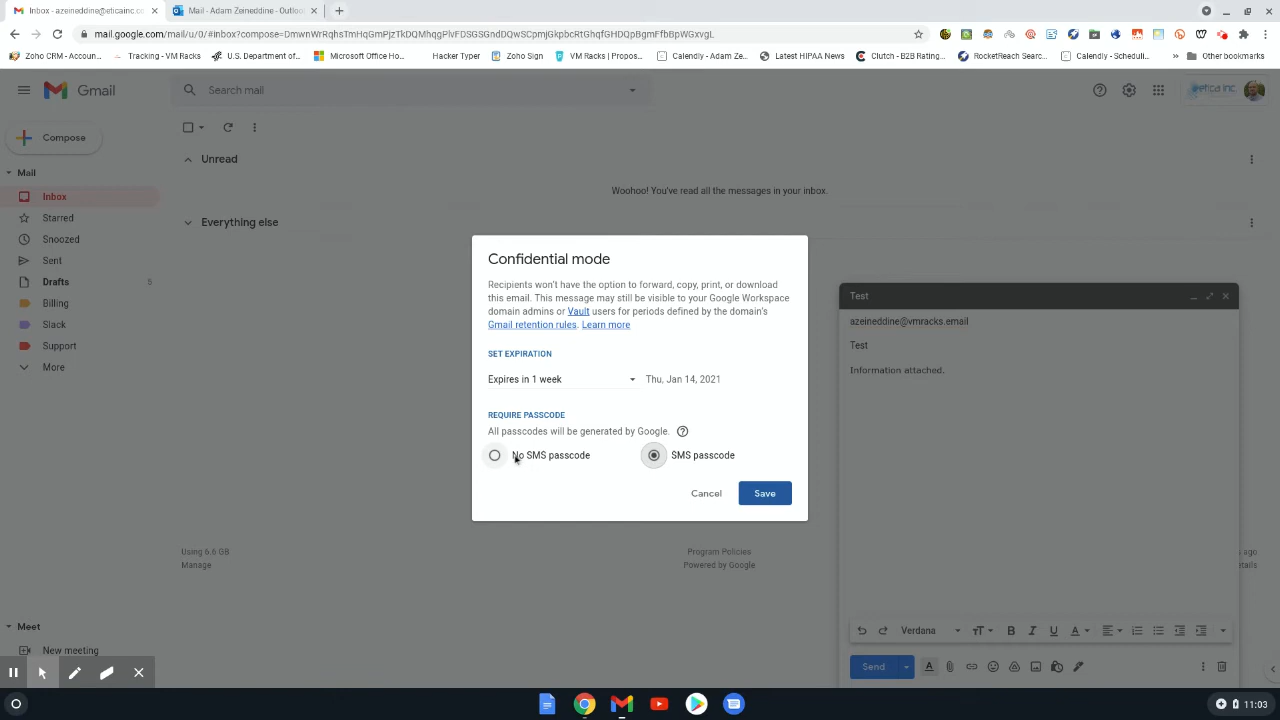 Inbox - azeineddine@eticainc.co
Mail - Adam Zeineddine - Outloo
mail.google.com/mail/u/0/#inbox?compose=DmwnWrRqhsTmHqGmPjzTkDQMhqgPlvFDSGSGndDQwSCpmjGkpbcRtGhqfGHDQpBgmFfbBpWGxvgL
Zoho CRM - Accoun...
Tracking - VM Racks
U.S. Department of...
Microsoft Office Ho...
Hacker Typer
Zoho Sign
VM Racks | Propos...
Calendly - Adam Ze...
Latest HIPAA News
Clutch - B2B Rating...
RocketReach Searc...
Calendly - Scheduli...
Other bookmarks
Gmail
Search mail
etica inc.
Compose
Mail
Inbox
Starred
Snoozed
Sent
Drafts 5
Billing
Slack
Support
More
Unread
Woohoo! You've read all the messages in your inbox.
Everything else
Confidential mode
Recipients won't have the option to forward, copy, print, or download
this email. This message may still be visible to your Google Workspace
domain admins or Vault users for periods defined by the domain's
Gmail retention rules. Learn more
SET EXPIRATION
Expires in 1 week Thu, Jan 14, 2021
REQUIRE PASSCODE
All passcodes will be generated by Google.
No SMS passcode SMS passcode
Cancel Save
Test
azeineddine@vmracks.email
Test
Information attached.
Using 6.6 GB
Manage
Program Policies
Powered by Google
ago
etails
Verdana
Send
Meet
New meeting
11:03